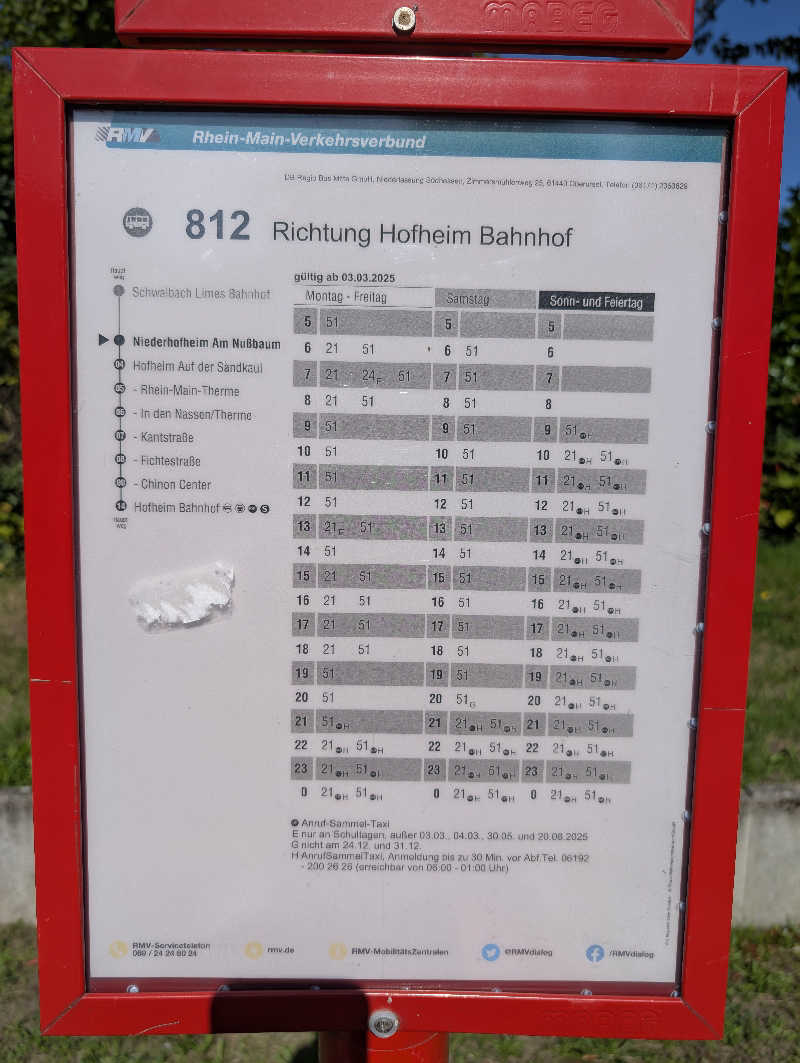 MABEG
RMV Rhein-Main-Verkehrsverbund
812 Richtung Hofheim Bahnhof
gültig ab 03.03.2025
Haupt
weg
Schwalbach Limes Bahnhof
Niederhofheim Am Nußbaum
04 Hofheim Auf der Sandkaul
05 - Rhein-Main-Therme
06 - In den Nassen/Therme
07 - Kantstraße
08 - Fichtestraße
- Chinon Center
Hofheim Bahnhof
Haupt
weg
Montag - Freitag Samstag Sonn- und Feiertag
5 51 5 5
6 21 51 6 51 6
7 21 24E 51 7 51 7
8 21 51 8 51 8
9 51 9 51 9 51H
10 51 10 51 10 21H 51H
11 51 11 51 11 21H 51H
12 51 12 51 12 21H 51H
13 21E 51 13 51 13 21H 51H
14 51 14 51 14 21H 51H
15 21 51 15 51 15 21H 51H
16 21 51 16 51 16 21H 51H
17 21 51 17 51 17 21H 51H
18 21 51 18 51 18 21H 51H
19 51 19 51 19 21H 51H
20 51 20 51G 20 21H 51H
21 51H 21 21H 51H 21 21H 51H
22 21H 51H 22 21H 51H 22 21H 51H
23 21H 51H 23 21H 51H 23 21H 51H
0 21H 51H 0 21H 51H 0 21H 51H
Anruf-Sammel-Taxi
E nur an Schultagen, außer 03.03., 04.03., 30.05. und 20.06.2025
G nicht am 24.12. und 31.12.
H AnrufSammelTaxi, Anmeldung bis zu 30 Min. vor Abf.Tel. 06192
- 200 26 26 (erreichbar von 06:00 - 01:00 Uhr)
RMV-Servicetelefon
069 / 24 24 80 24
rmv.de
RMV-MobilitätsZentralen
@RMVdialog
/RMVdialog